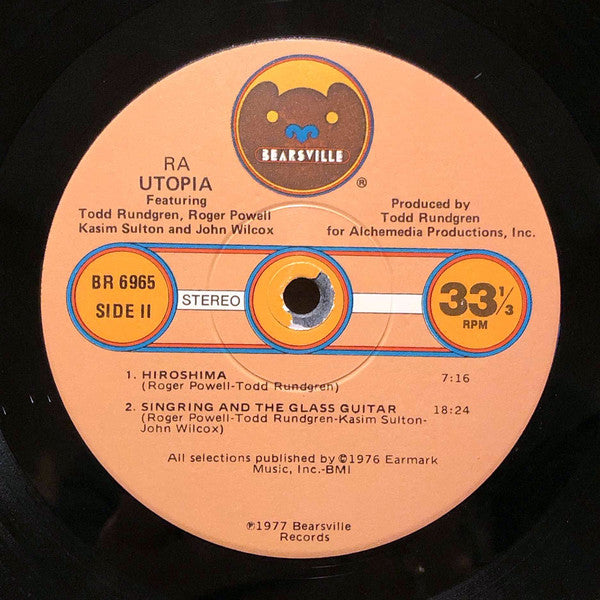 BEARSVILLE
®
RA
UTOPIA
Featuring
Todd Rundgren, Roger Powell
Kasim Sulton and John Wilcox
Produced by
Todd Rundgren
for Alchemedia Productions, Inc.
BR 6965
SIDE II
STEREO
33 1/3
RPM
1. HIROSHIMA 7:16
(Roger Powell-Todd Rundgren)
2. SINGRING AND THE GLASS GUITAR 18:24
(Roger Powell-Todd Rundgren-Kasim Sulton-
John Wilcox)
All selections published by ©1976 Earmark
Music, Inc.-BMI
℗1977 Bearsville
Records